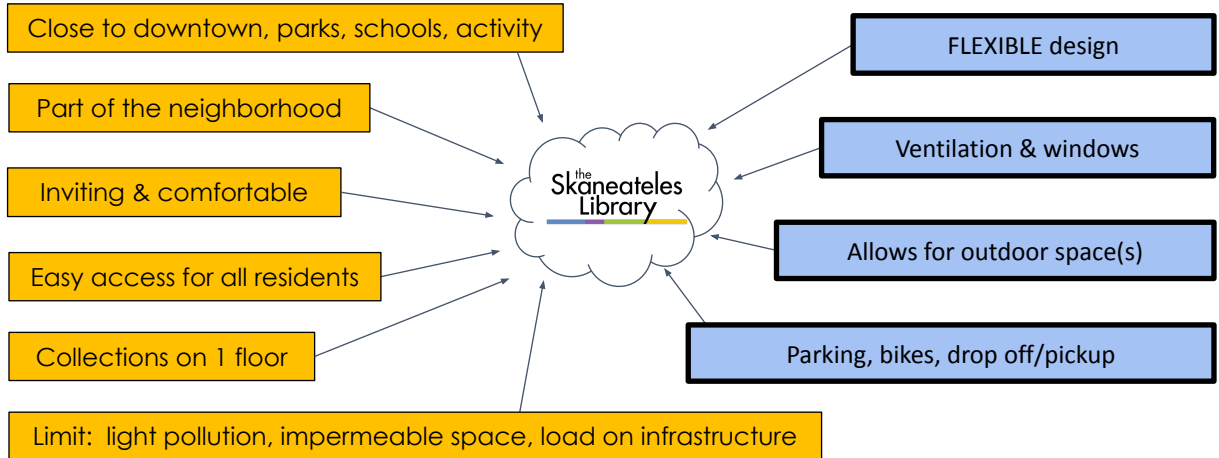 Close to downtown, parks, schools, activity
Part of the neighborhood
Inviting & comfortable
Easy access for all residents
Collections on 1 floor
Limit:  light pollution, impermeable space, load on infrastructure
the
Skaneateles
Library
FLEXIBLE design
Ventilation & windows
Allows for outdoor space(s)
Parking, bikes, drop off/pickup